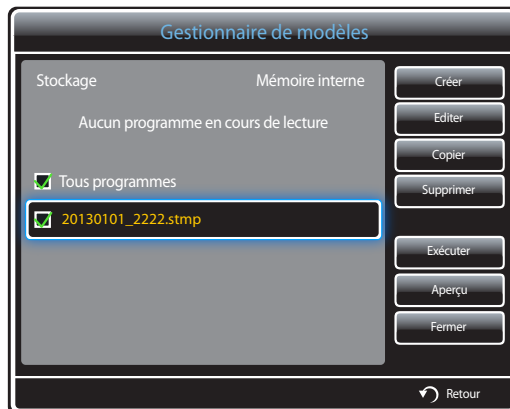 Gestionnaire de modèles
Stockage Mémoire interne
Aucun programme en cours de lecture
Tous programmes
20130101_2222.stmp
Créer
Editer
Copier
Supprimer
Exécuter
Aperçu
Fermer
Retour